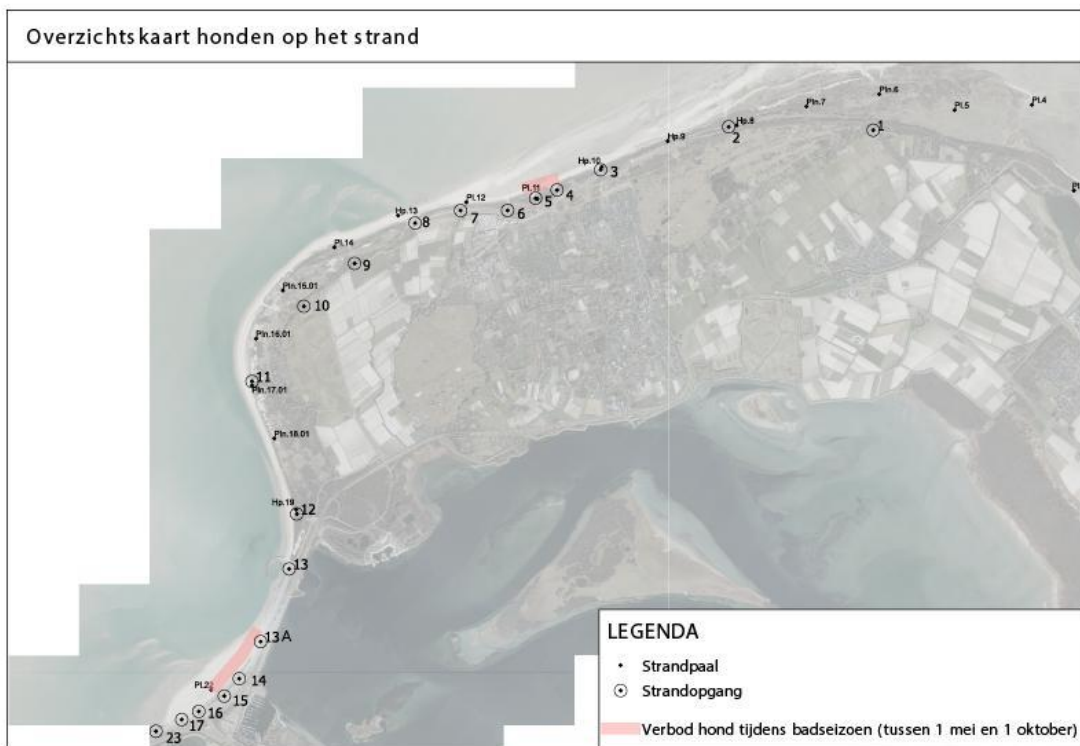 Overzichtskaart honden op het strand
Pln.6
Pl.4
Pln.7
Pl.5
Hp.8
1
2
Hp.9
Hp.10
3
Pl.11
4
5
Pl.12
6
7
Hp.13
8
Pl.14
9
Pln.15.01
10
Pln.16.01
11
Pln.17.01
Pln.18.01
Hp.19
12
13
13A
14
Pl.22
15
16
17
23
LEGENDA
Strandpaal
Strandopgang
Verbod hond tijdens badseizoen (tussen 1 mei en 1 oktober)